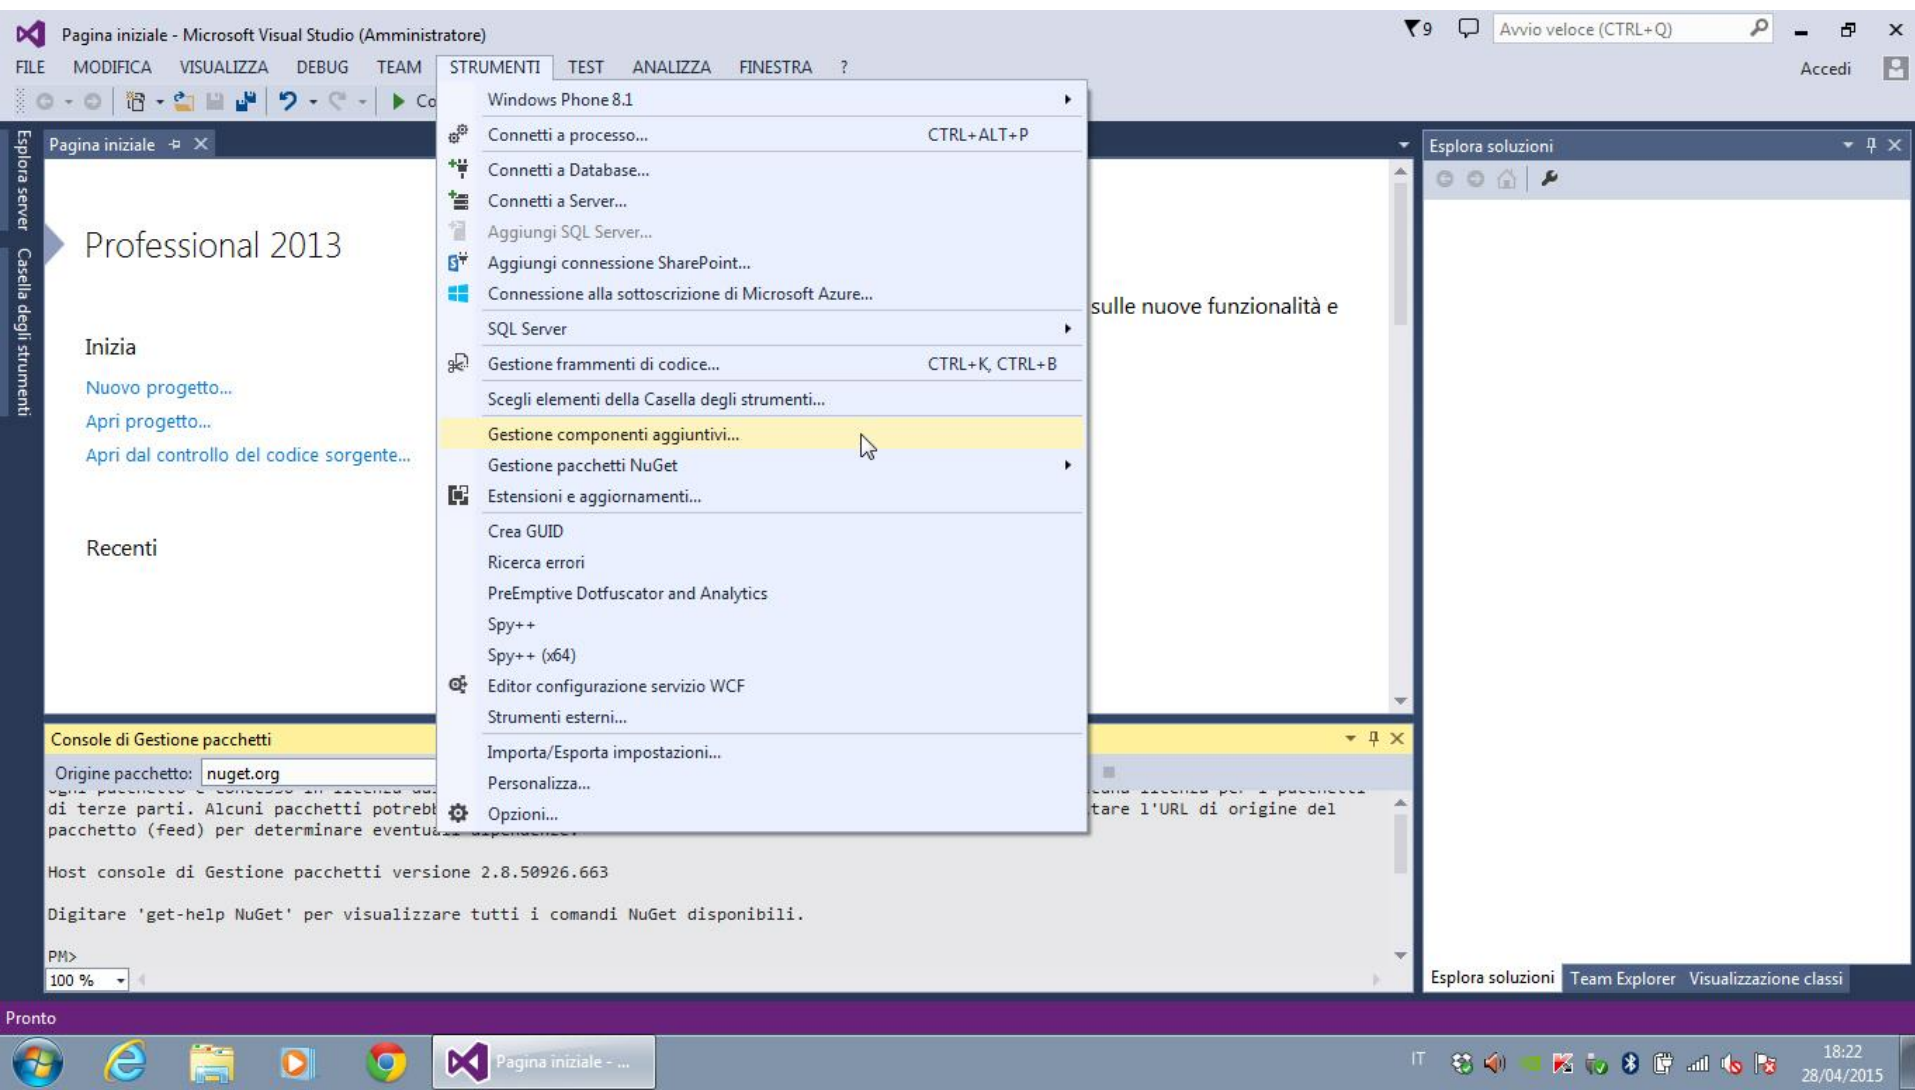 Pagina iniziale - Microsoft Visual Studio (Amministratore)
9
Avvio veloce (CTRL+Q)
FILE MODIFICA VISUALIZZA DEBUG TEAM STRUMENTI TEST ANALIZZA FINESTRA ?
Accedi
Co
Windows Phone 8.1
Connetti a processo... CTRL+ALT+P
Connetti a Database...
Connetti a Server...
Aggiungi SQL Server...
Aggiungi connessione SharePoint...
Connessione alla sottoscrizione di Microsoft Azure...
SQL Server
Gestione frammenti di codice... CTRL+K, CTRL+B
Scegli elementi della Casella degli strumenti...
Gestione componenti aggiuntivi...
Gestione pacchetti NuGet
Estensioni e aggiornamenti...
Crea GUID
Ricerca errori
PreEmptive Dotfuscator and Analytics
Spy++
Spy++ (x64)
Editor configurazione servizio WCF
Strumenti esterni...
Importa/Esporta impostazioni...
Personalizza...
Opzioni...
Esplora server
Casella degli strumenti
Pagina iniziale
Professional 2013
Inizia
Nuovo progetto...
Apri progetto...
Apri dal controllo del codice sorgente...
Recenti
sulle nuove funzionalità e
Esplora soluzioni
Console di Gestione pacchetti
Origine pacchetto: nuget.org
di terze parti. Alcuni pacchetti potrebb tare l'URL di origine del
pacchetto (feed) per determinare eventuali dipendenze.
Host console di Gestione pacchetti versione 2.8.50926.663
Digitare 'get-help NuGet' per visualizzare tutti i comandi NuGet disponibili.
PM>
100 %
Esplora soluzioni Team Explorer Visualizzazione classi
Pronto
Pagina iniziale - ...
IT
18:22
28/04/2015